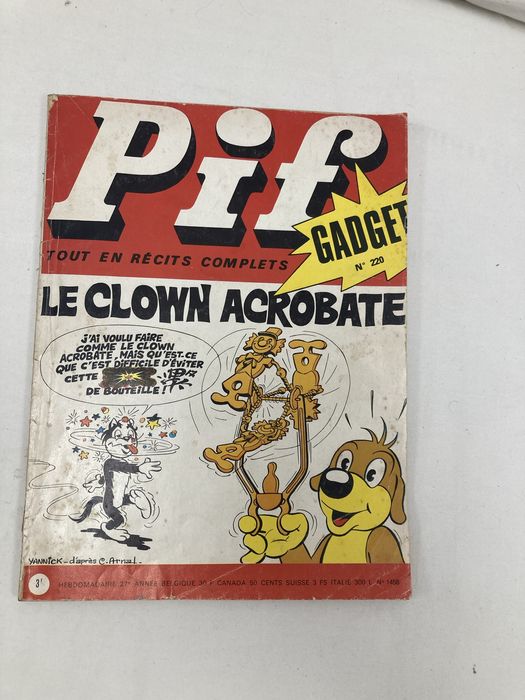 Pif
GADGET
N° 220
TOUT EN RÉCITS COMPLETS
LE CLOWN ACROBATE
J'AI VOULU FAIRE
COMME LE CLOWN
ACROBATE, MAIS QU'EST-CE
QUE C'EST DIFFICILE D'ÉVITER
CETTE
DE BOUTEILLE!
YANNICK - d'après C. Arnal -
3F
HEBDOMADAIRE 27e ANNÉE BELGIQUE 30 F CANADA 50 CENTS SUISSE 3 FS ITALIE 300 L N° 1458